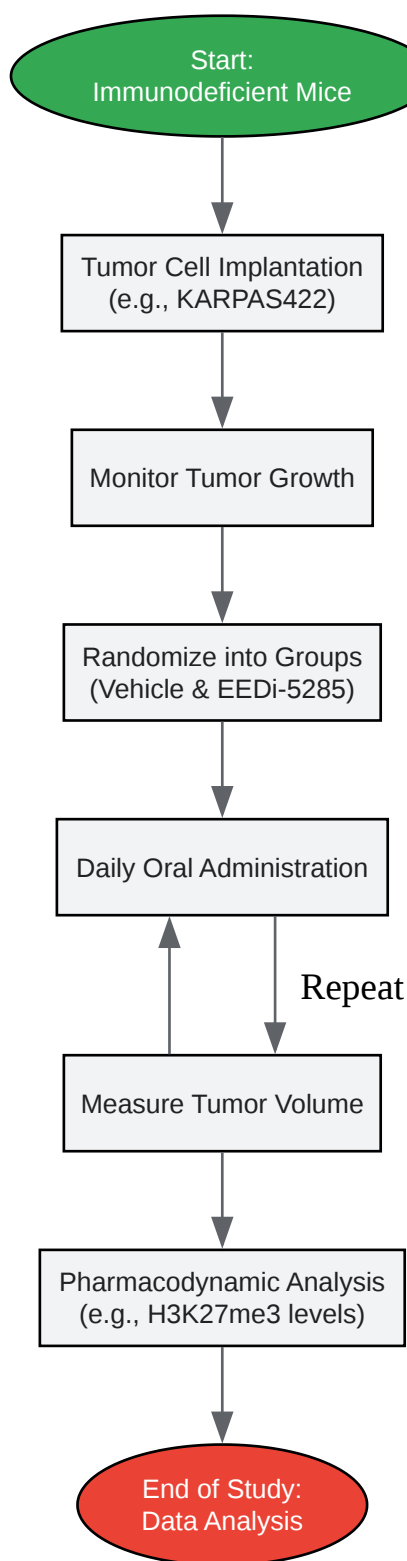 Start:
Immunodeficient Mice
Tumor Cell Implantation
(e.g., KARPAS422)
Monitor Tumor Growth
Randomize into Groups
(Vehicle & EEDi-5285)
Daily Oral Administration
Repeat
Measure Tumor Volume
Pharmacodynamic Analysis
(e.g., H3K27me3 levels)
End of Study:
Data Analysis